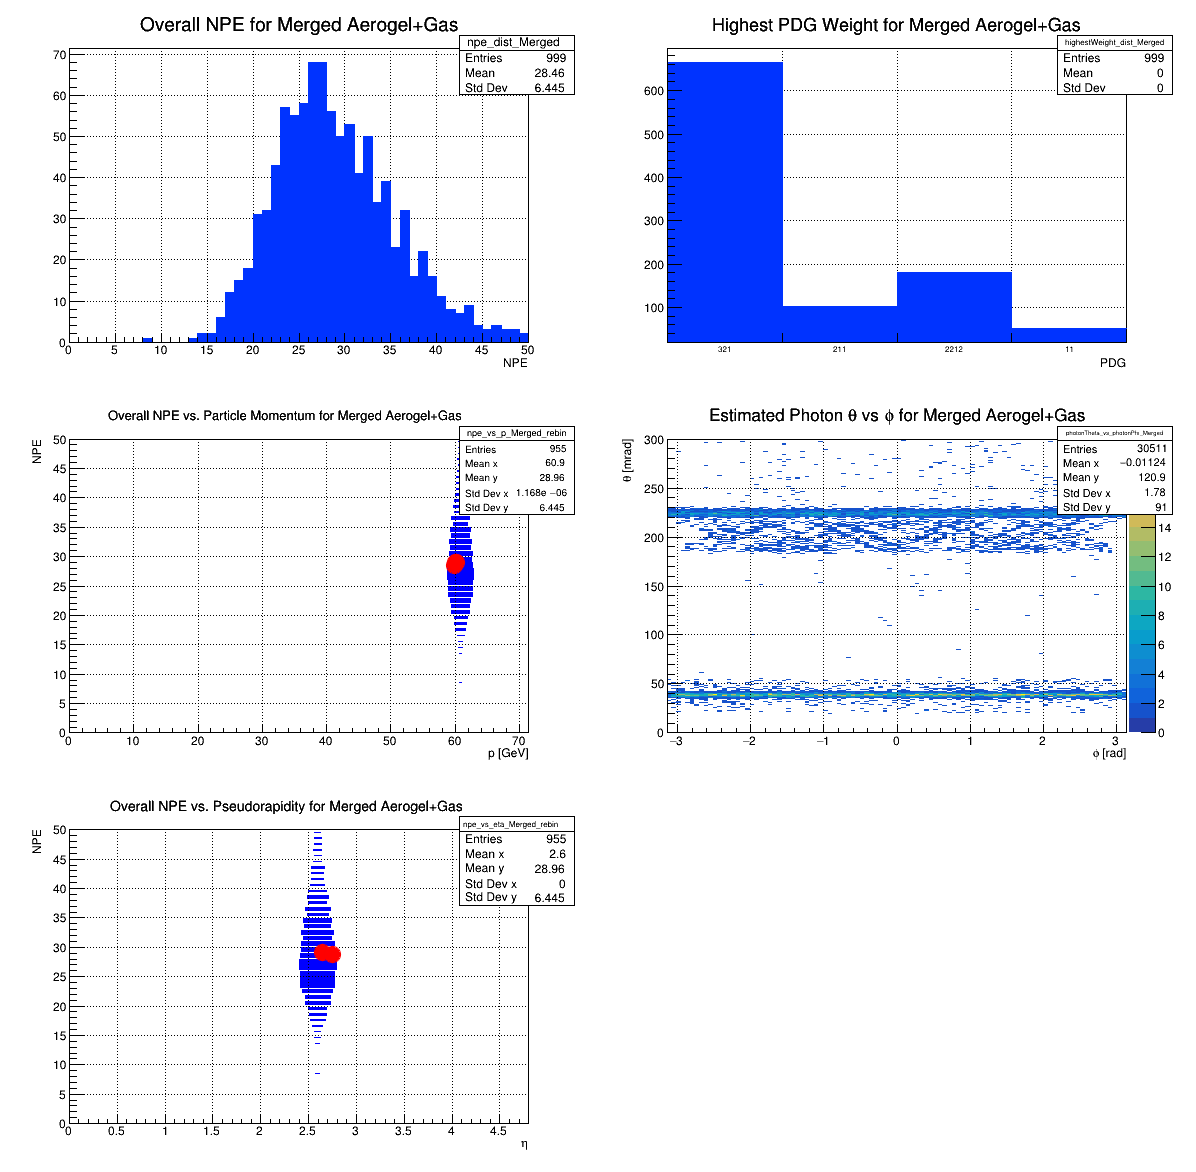 Overall NPE for Merged Aerogel+Gas
npe_dist_Merged
Entries 999
Mean 28.46
Std Dev 6.445
70
60
50
40
30
20
10
0
0 5 10 15 20 25 30 35 40 45 50
NPE
Highest PDG Weight for Merged Aerogel+Gas
highestWeight_dist_Merged
Entries 999
Mean 0
Std Dev 0
600
500
400
300
200
100
321 211 2212 11
PDG
Overall NPE vs. Particle Momentum for Merged Aerogel+Gas
npe_vs_p_Merged_rebin
Entries 955
Mean x 60.9
Mean y 28.96
Std Dev x 1.168e −06
Std Dev y 6.445
NPE
50
45
40
35
30
25
20
15
10
5
0
0 10 20 30 40 50 60 70
p [GeV]
Estimated Photon θ vs ϕ for Merged Aerogel+Gas
photonTheta_vs_photonPhi_Merged
Entries 30511
Mean x −0.01124
Mean y 120.9
Std Dev x 1.78
Std Dev y 91
θ [mrad]
300
250
200
150
100
50
0
−3 −2 −1 0 1 2 3
ϕ [rad]
14
12
10
8
6
4
2
0
Overall NPE vs. Pseudorapidity for Merged Aerogel+Gas
npe_vs_eta_Merged_rebin
Entries 955
Mean x 2.6
Mean y 28.96
Std Dev x 0
Std Dev y 6.445
NPE
50
45
40
35
30
25
20
15
10
5
0
0 0.5 1 1.5 2 2.5 3 3.5 4 4.5
η